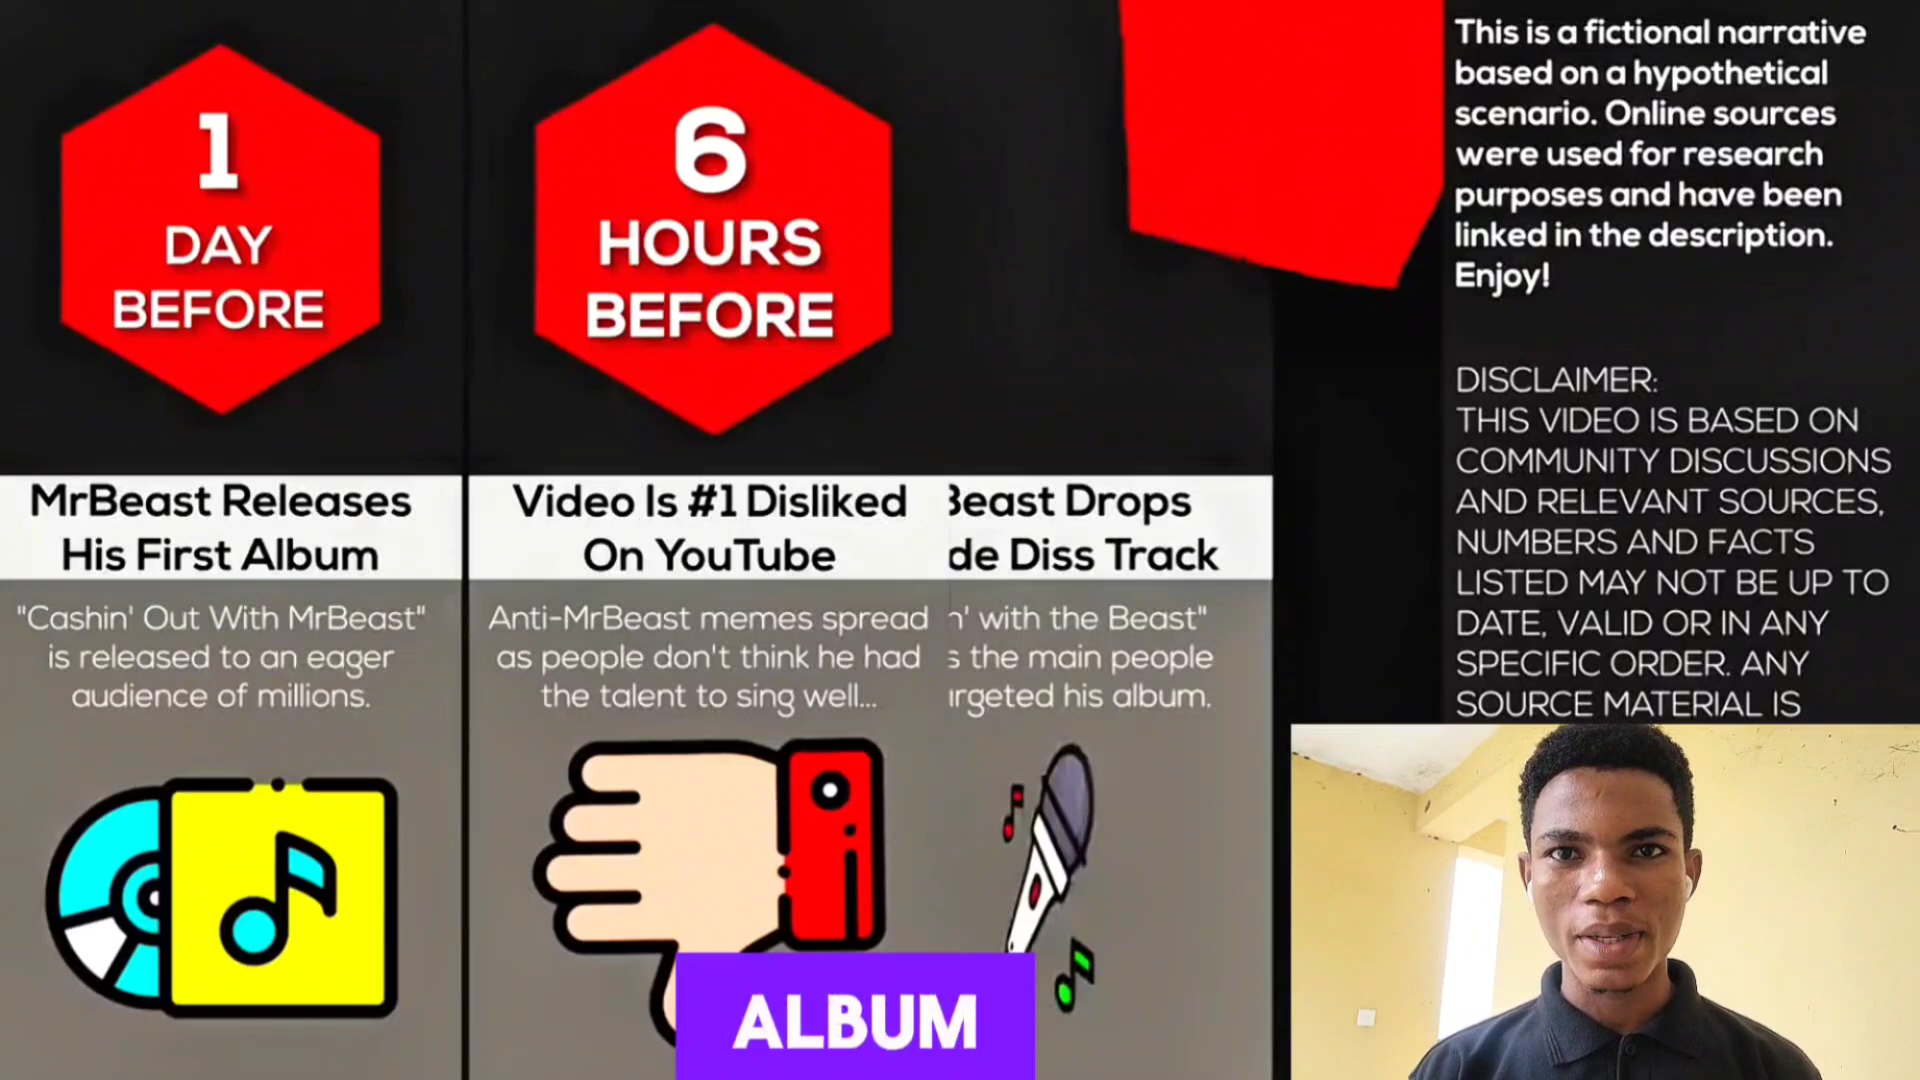 1
DAY
BEFORE
MrBeast Releases
His First Album
"Cashin' Out With MrBeast"
is released to an eager
audience of millions.
6
HOURS
BEFORE
Video Is #1 Disliked
On YouTube
Anti-MrBeast memes spread
as people don't think he had
the talent to sing well...
Beast Drops
de Diss Track
n' with the Beast"
s the main people
rgeted his album.
This is a fictional narrative
based on a hypothetical
scenario. Online sources
were used for research
purposes and have been
linked in the description.
Enjoy!
DISCLAIMER:
THIS VIDEO IS BASED ON
COMMUNITY DISCUSSIONS
AND RELEVANT SOURCES,
NUMBERS AND FACTS
LISTED MAY NOT BE UP TO
DATE, VALID OR IN ANY
SPECIFIC ORDER. ANY
SOURCE MATERIAL IS
ALBUM